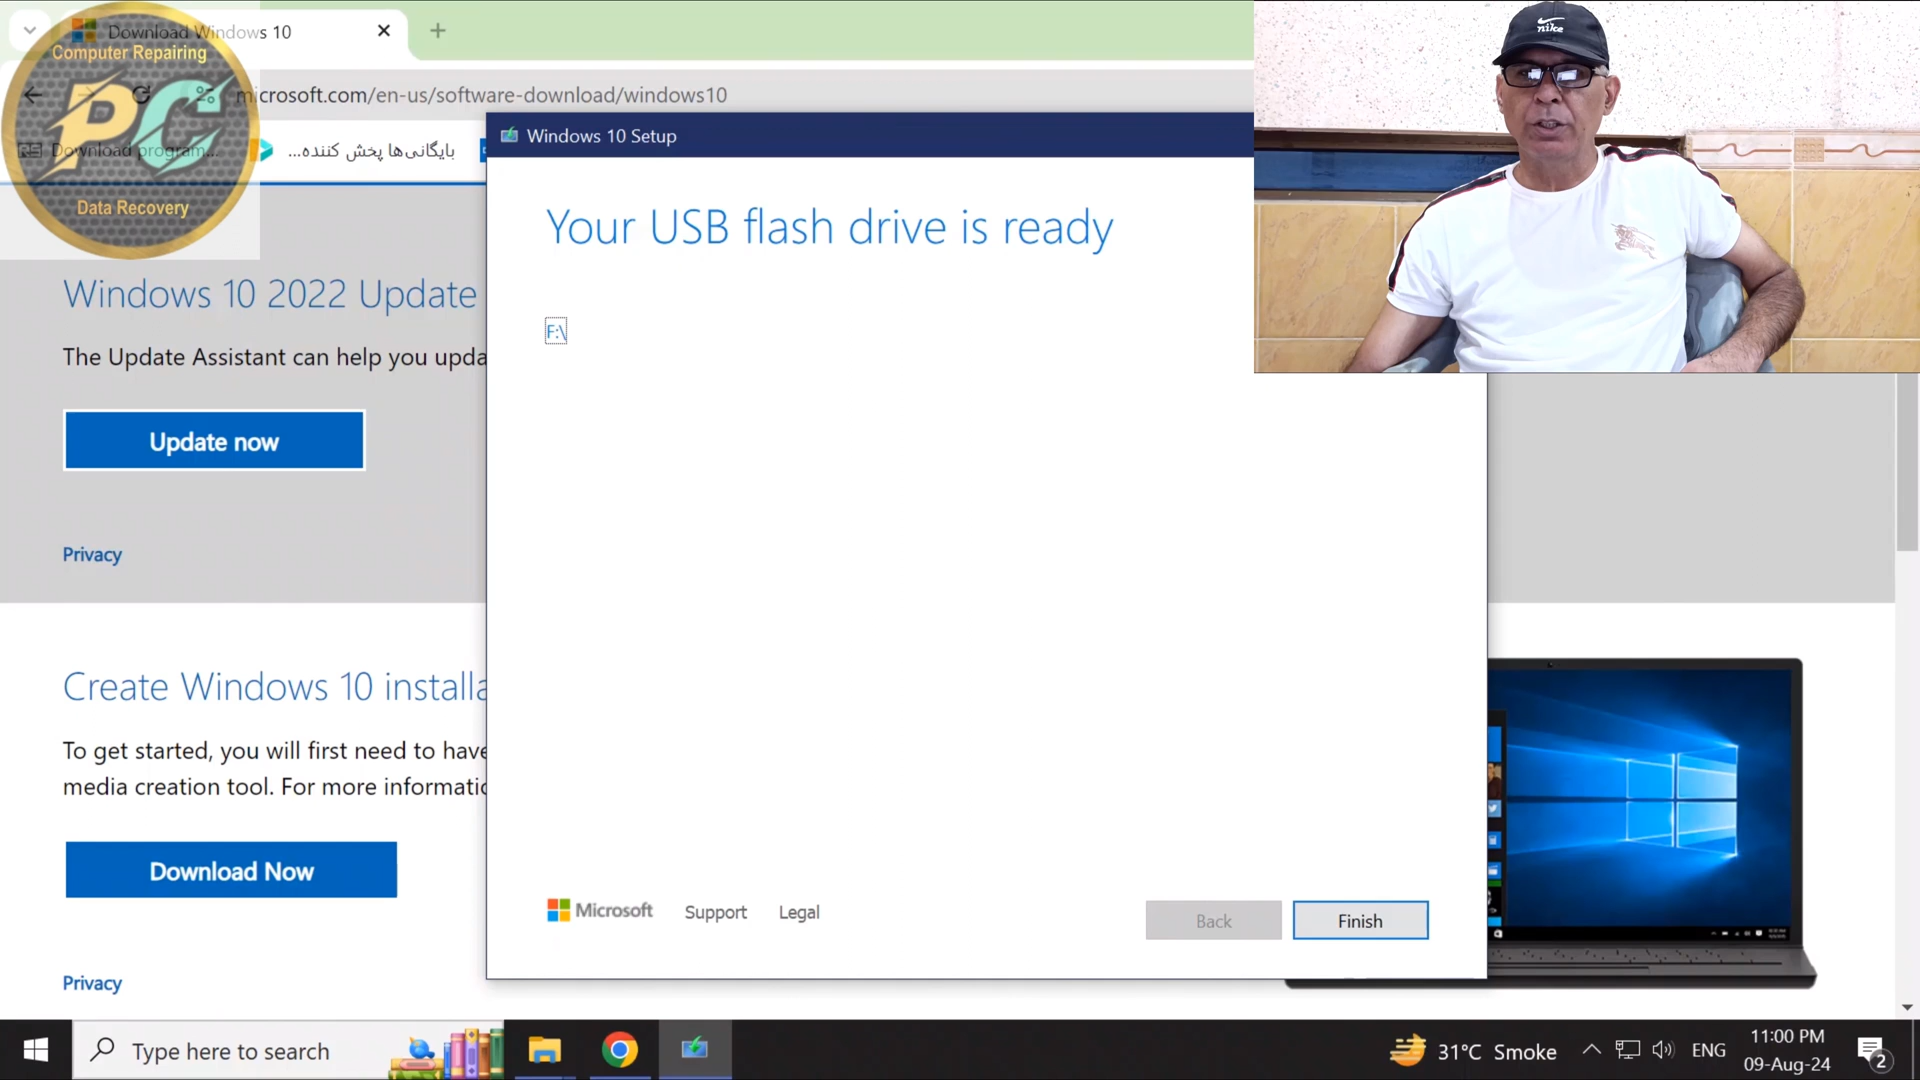 Download Windows 10
Computer Repairing
PC
Data Recovery
microsoft.com/en-us/software-download/windows10
Download program...
بایگانی‌ها پخش کننده...
Windows 10 Setup
nike
Your USB flash drive is ready
F:\
Windows 10 2022 Update
The Update Assistant can help you upda
Update now
Privacy
Create Windows 10 installa
To get started, you will first need to have
media creation tool. For more informatio
Download Now
Privacy
Microsoft
Support
Legal
Back
Finish
Type here to search
31°C Smoke
ENG
11:00 PM
09-Aug-24
2